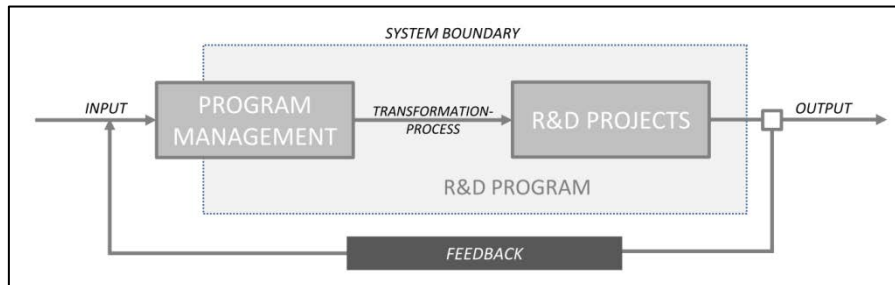 SYSTEM BOUNDARY
INPUT
PROGRAM
MANAGEMENT
TRANSFORMATION-
PROCESS
R&D PROJECTS
OUTPUT
R&D PROGRAM
FEEDBACK